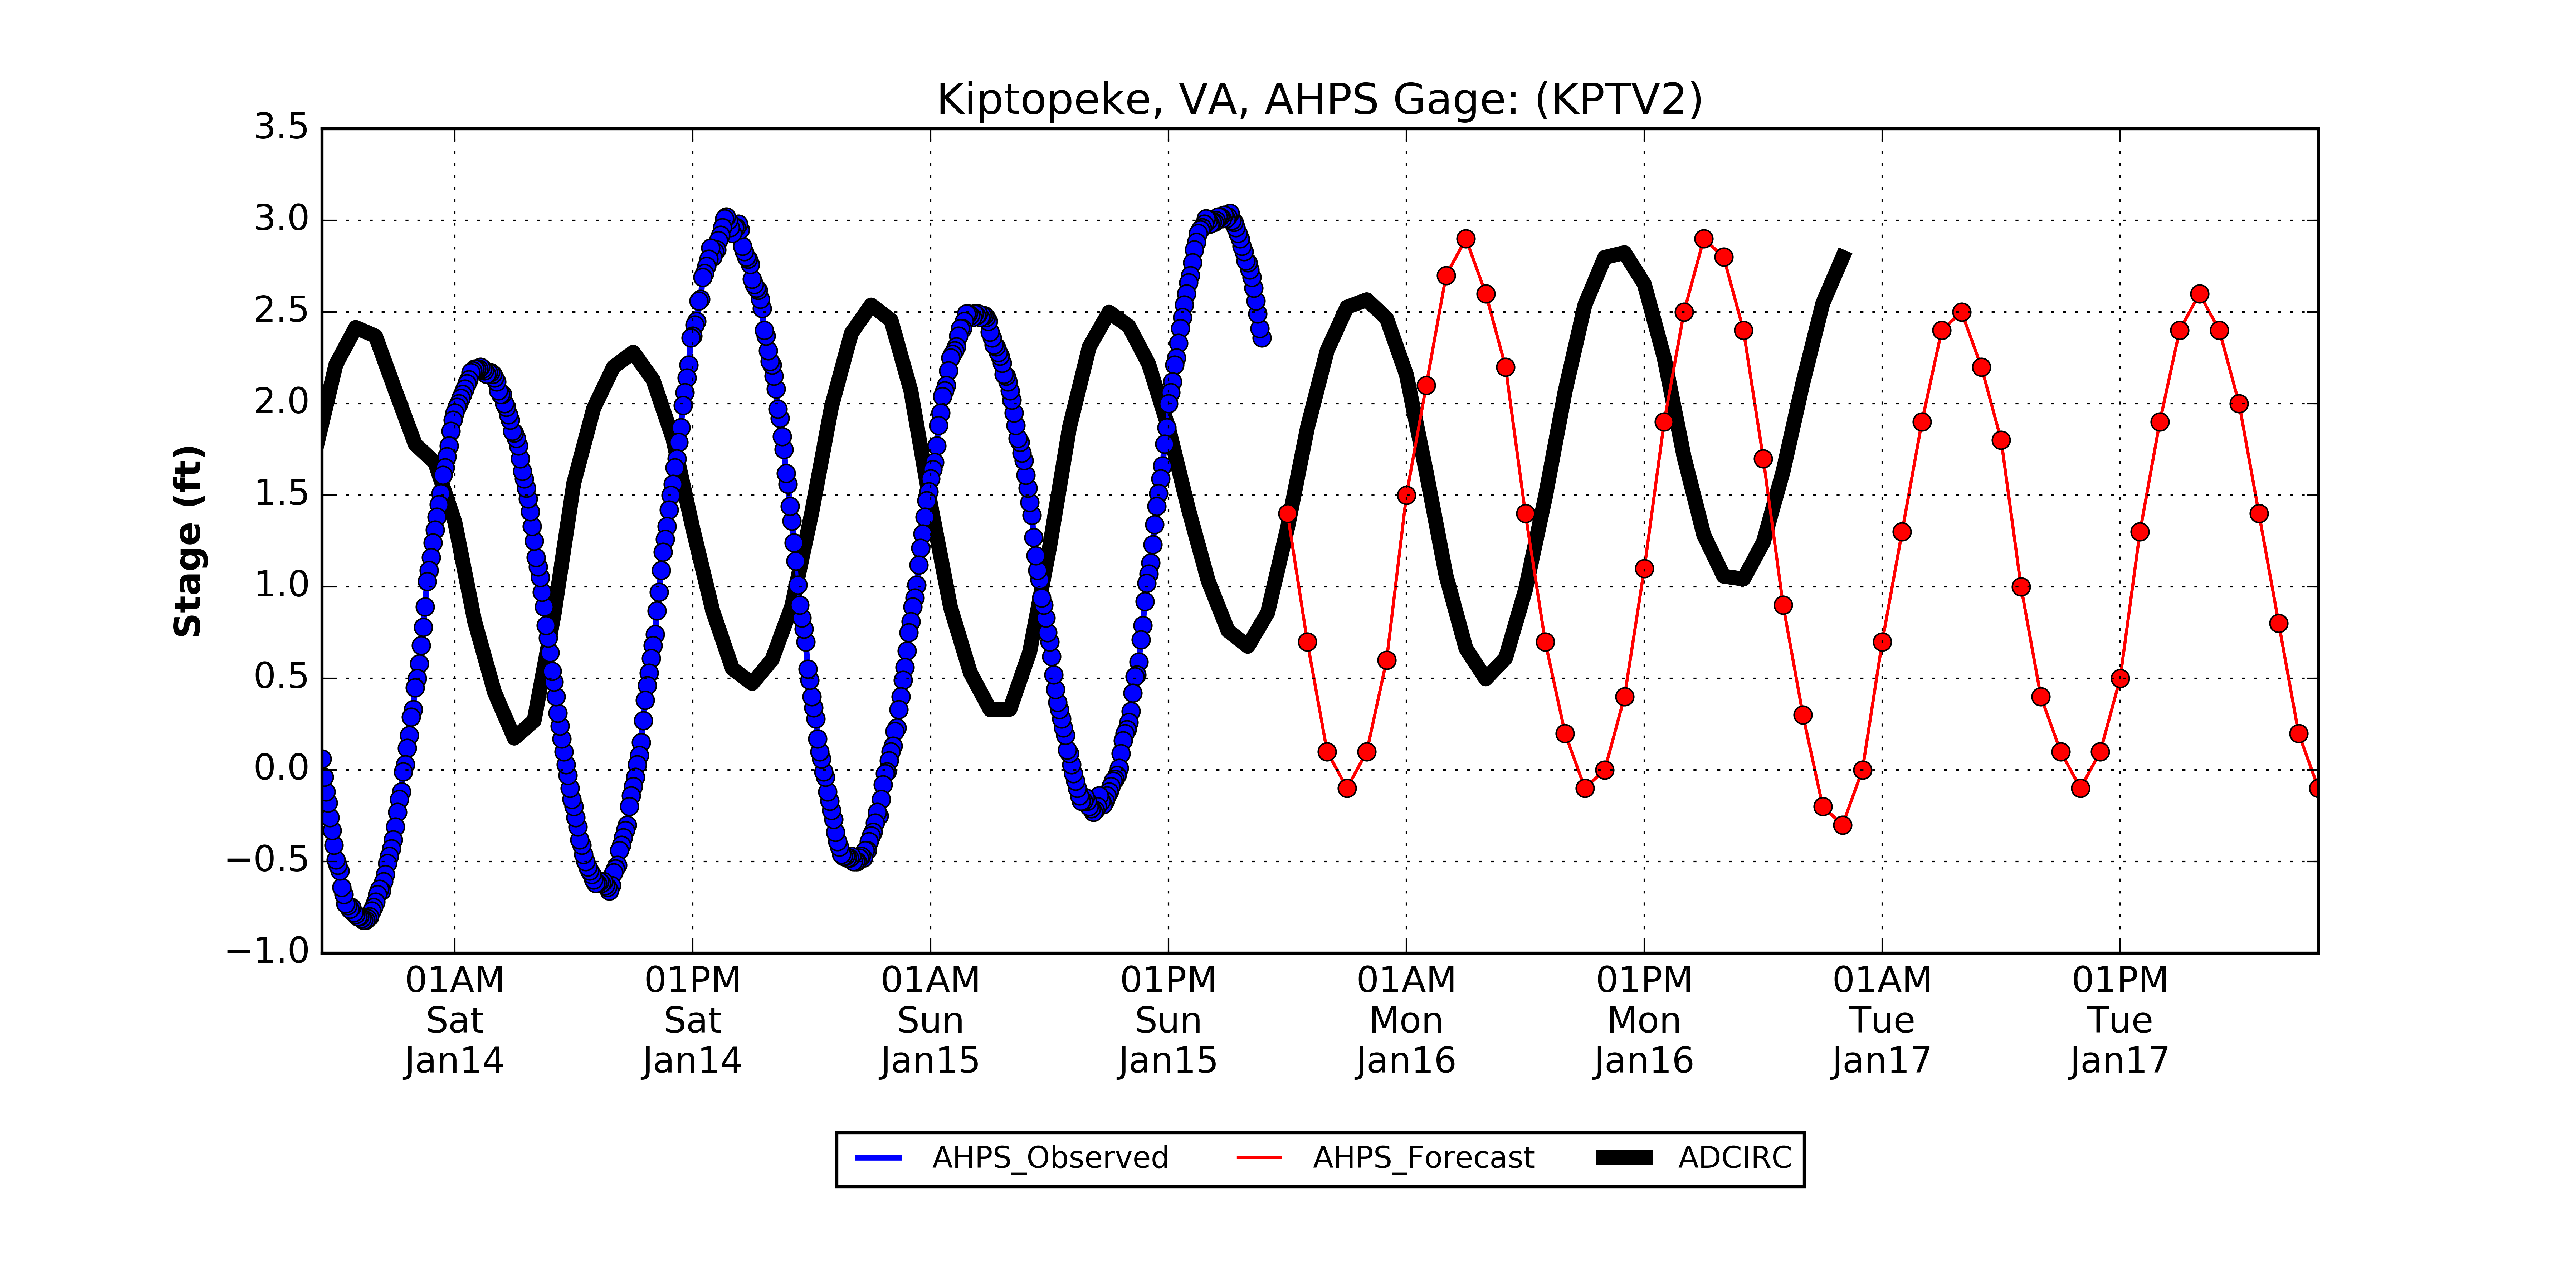 Kiptopeke, VA, AHPS Gage: (KPTV2)
3.5
3.0
2.5
2.0
1.5
1.0
0.5
0.0
−0.5
−1.0
Stage (ft)
01AM 01PM 01AM 01PM 01AM 01PM 01AM 01PM
Sat Sat Sun Sun Mon Mon Tue Tue
Jan14 Jan14 Jan15 Jan15 Jan16 Jan16 Jan17 Jan17
AHPS_Observed AHPS_Forecast ADCIRC